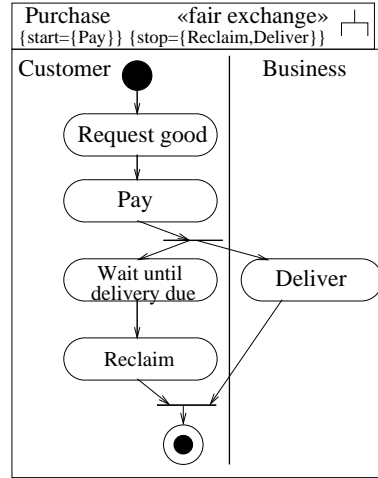 Purchase «fair exchange»
{start={Pay}} {stop={Reclaim,Deliver}}
Customer Business
Request good
Pay
Wait until
delivery due
Deliver
Reclaim